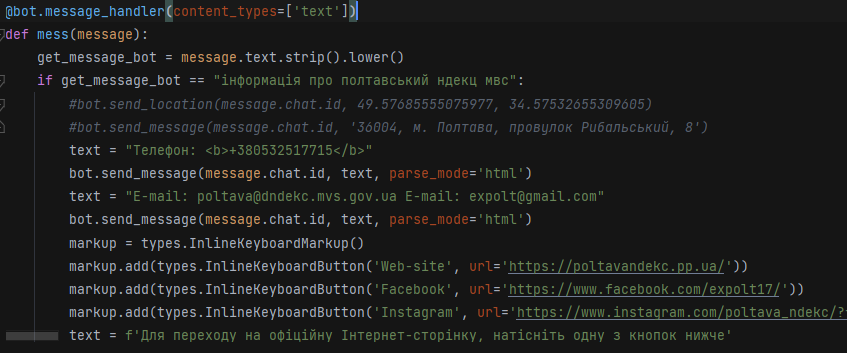 @bot.message_handler(content_types=['text'])
def mess(message):
    get_message_bot = message.text.strip().lower()
    if get_message_bot == "інформація про полтавський ндекц мвс":
        #bot.send_location(message.chat.id, 49.57685555075977, 34.57532655309605)
        #bot.send_message(message.chat.id, '36004, м. Полтава, провулок Рибальський, 8')
        text = "Телефон: <b>+380532517715</b>"
        bot.send_message(message.chat.id, text, parse_mode='html')
        text = "E-mail: poltava@dndekc.mvs.gov.ua E-mail: expolt@gmail.com"
        bot.send_message(message.chat.id, text, parse_mode='html')
        markup = types.InlineKeyboardMarkup()
        markup.add(types.InlineKeyboardButton('Web-site', url='https://poltavandekc.pp.ua/'))
        markup.add(types.InlineKeyboardButton('Facebook', url='https://www.facebook.com/expolt17/'))
        markup.add(types.InlineKeyboardButton('Instagram', url='https://www.instagram.com/poltava_ndekc/?
        text = f'Для переходу на офіційну Інтернет-сторінку, натісніть одну з кнопок нижче'